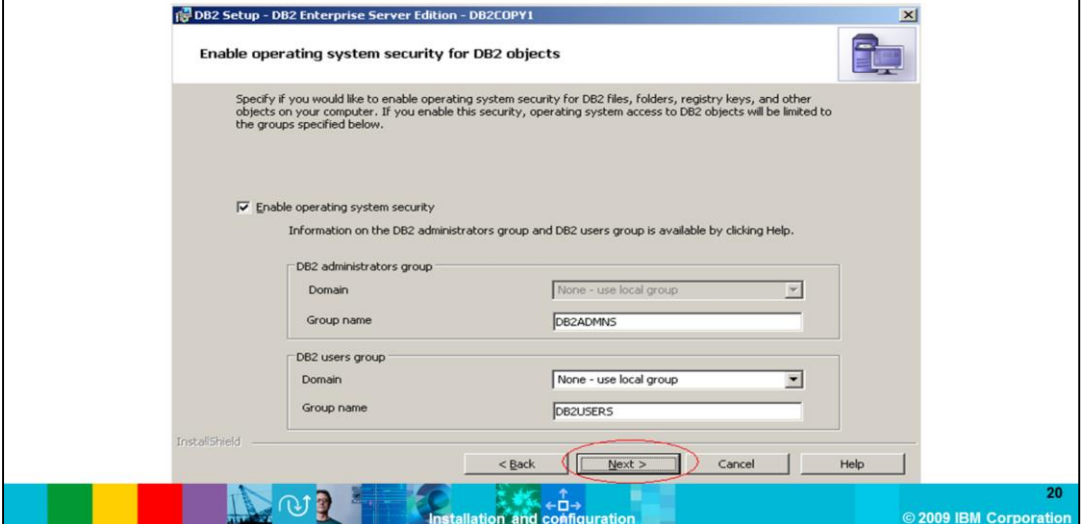 DB2 Setup - DB2 Enterprise Server Edition - DB2COPY1
Enable operating system security for DB2 objects
Specify if you would like to enable operating system security for DB2 files, folders, registry keys, and other
objects on your computer. If you enable this security, operating system access to DB2 objects will be limited to
the groups specified below.
Enable operating system security
Information on the DB2 administrators group and DB2 users group is available by clicking Help.
DB2 administrators group
Domain
None - use local group
Group name
DB2ADMNS
DB2 users group
Domain
None - use local group
Group name
DB2USERS
InstallShield
< Back
Next >
Cancel
Help
20
Installation and configuration
© 2009 IBM Corporation